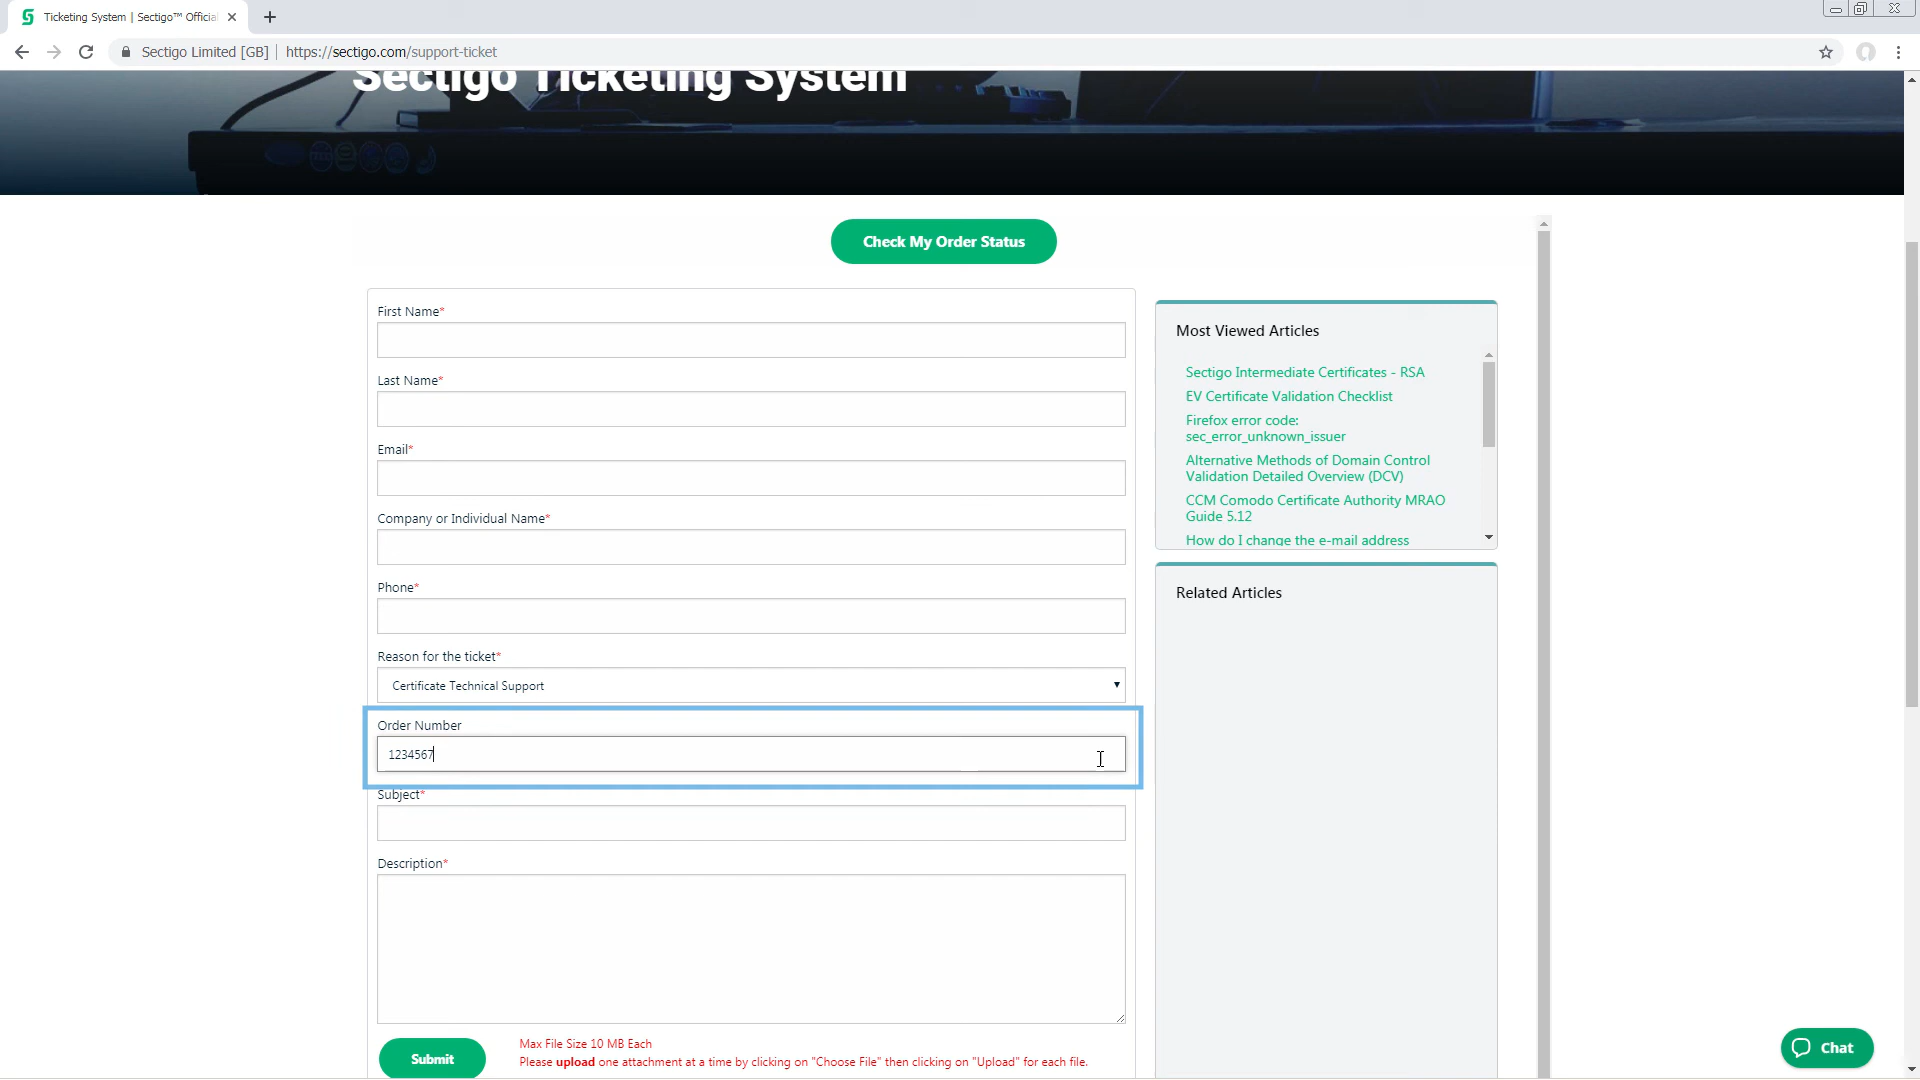 Ticketing System | Sectigo™ Official
Sectigo Limited [GB] | https://sectigo.com/support-ticket
Sectigo Ticketing System
Check My Order Status
First Name*
Last Name*
Email*
Company or Individual Name*
Phone*
Reason for the ticket*
Certificate Technical Support
Order Number
1234567
Subject*
Description*
Submit
Max File Size 10 MB Each
Please upload one attachment at a time by clicking on "Choose File" then clicking on "Upload" for each file.
Most Viewed Articles
Sectigo Intermediate Certificates - RSA
EV Certificate Validation Checklist
Firefox error code:
sec_error_unknown_issuer
Alternative Methods of Domain Control
Validation Detailed Overview (DCV)
CCM Comodo Certificate Authority MRAO
Guide 5.12
How do I change the e-mail address
Related Articles
Chat